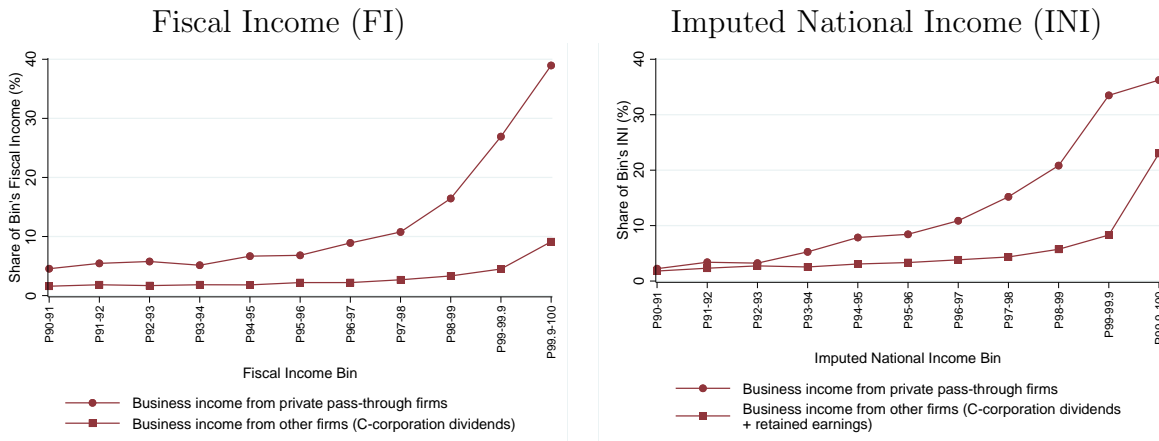 Fiscal Income (FI)
Share of Bin's Fiscal Income (%)
40
30
20
10
0
P90-91
P91-92
P92-93
P93-94
P94-95
P95-96
P96-97
P97-98
P98-99
P99-99.9
P99.9-100
Fiscal Income Bin
Business income from private pass-through firms
Business income from other firms (C-corporation dividends)
Imputed National Income (INI)
Share of Bin's INI (%)
40
30
20
10
0
P90-91
P91-92
P92-93
P93-94
P94-95
P95-96
P96-97
P97-98
P98-99
P99-99.9
P99.9-100
Imputed National Income Bin
Business income from private pass-through firms
Business income from other firms (C-corporation dividends
+ retained earnings)